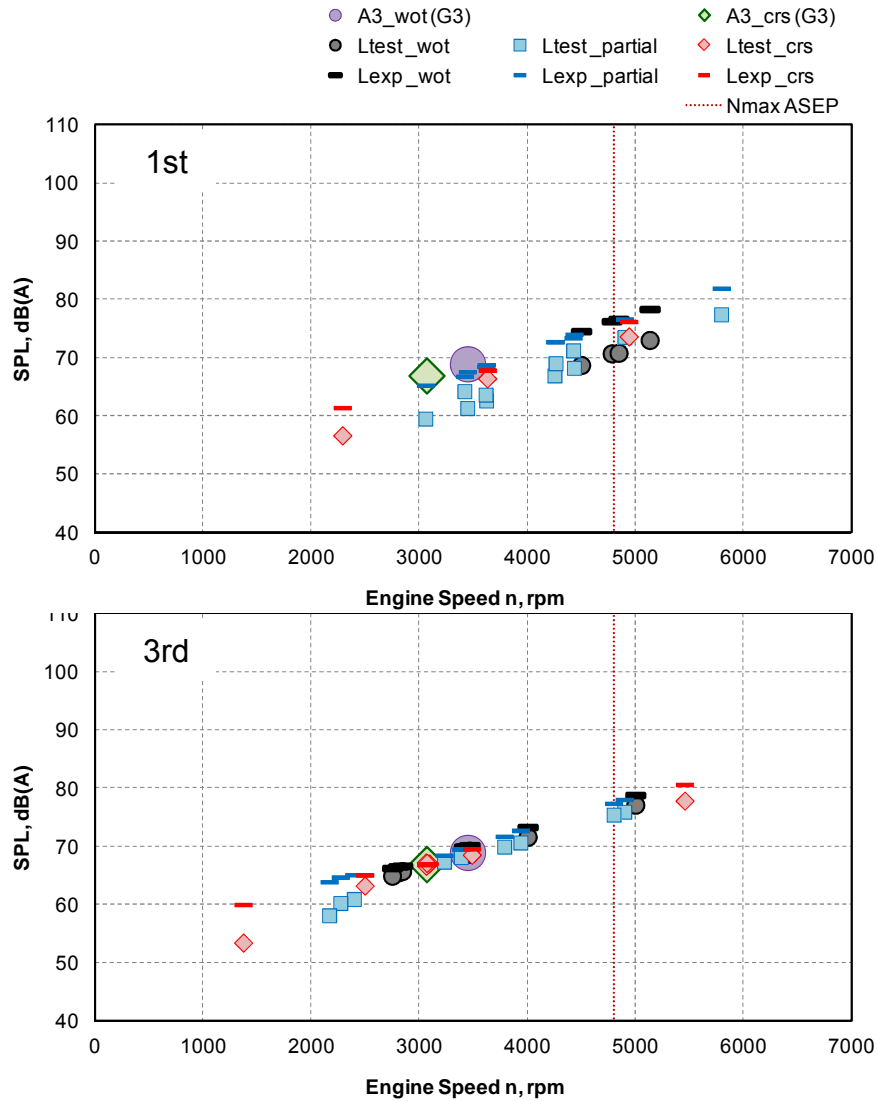 A3_wot (G3) A3_crs (G3)
Ltest_wot Ltest_partial Ltest_crs
Lexp_wot Lexp_partial Lexp_crs
Nmax ASEP
110
1st
100
90
80
70
60
50
40
SPL, dB(A)
0 1000 2000 3000 4000 5000 6000 7000
Engine Speed n, rpm
110
3rd
100
90
80
70
60
50
40
SPL, dB(A)
0 1000 2000 3000 4000 5000 6000 7000
Engine Speed n, rpm